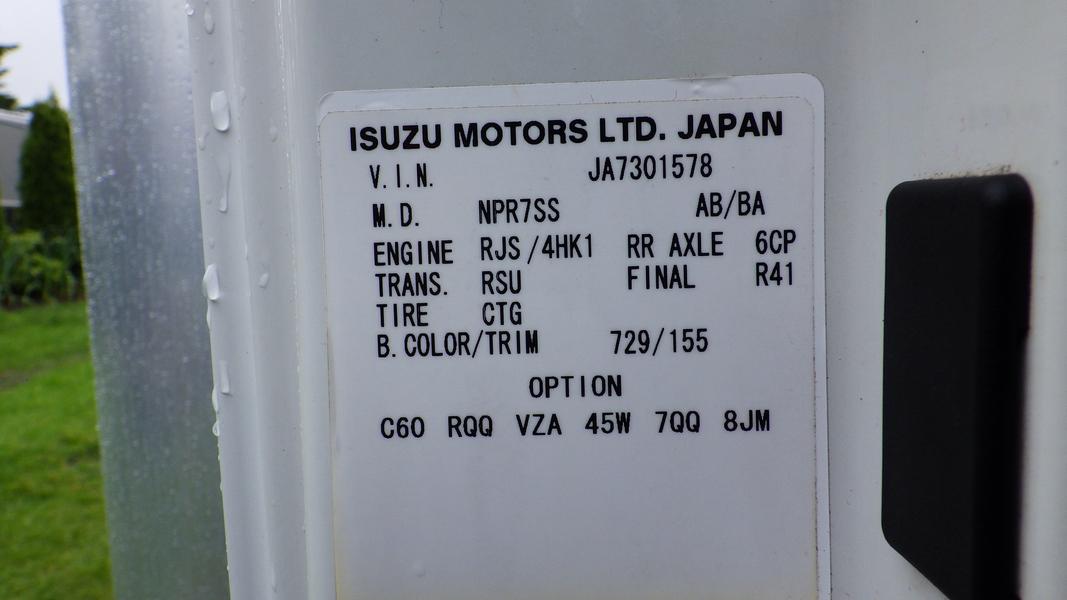 ISUZU MOTORS LTD. JAPAN
V.I.N. JA7301578
M.D. NPR7SS AB/BA
ENGINE RJS/4HK1 RR AXLE 6CP
TRANS. RSU FINAL R41
TIRE CTG
B.COLOR/TRIM 729/155
OPTION
C60 RQQ VZA 45W 7QQ 8JM